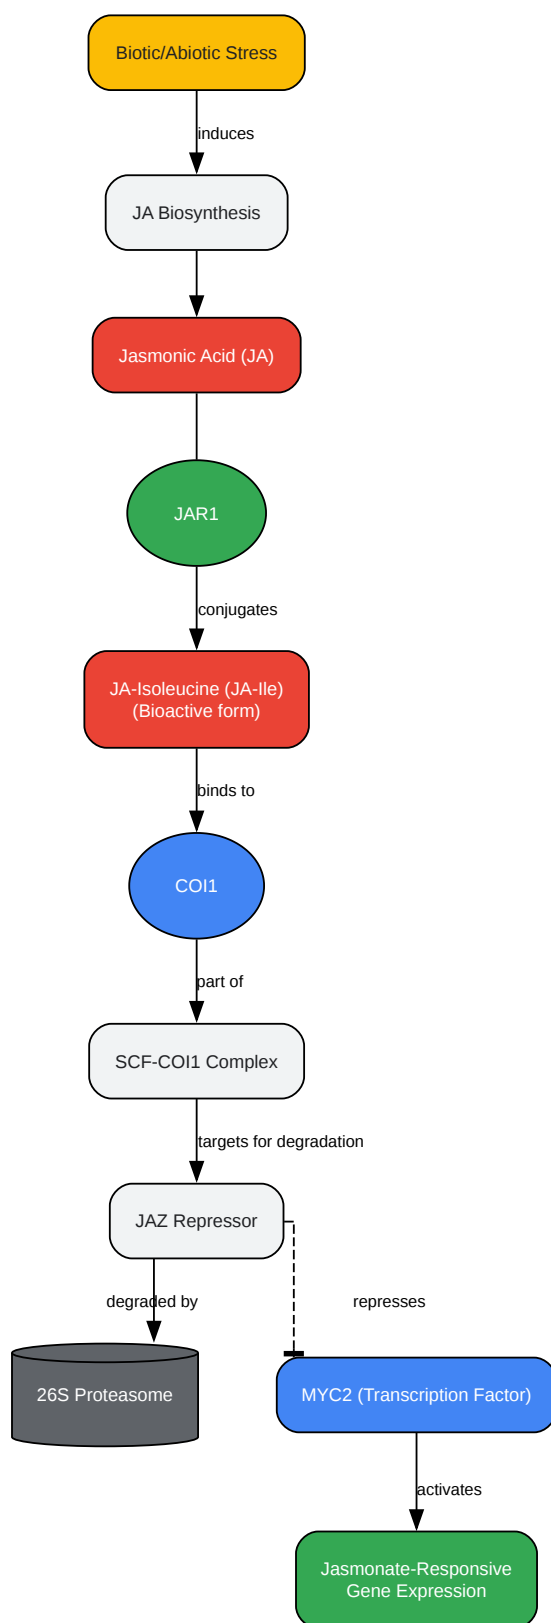 Biotic/Abiotic Stress
induces
JA Biosynthesis
Jasmonic Acid (JA)
JAR1
conjugates
JA-Isoleucine (JA-Ile)
(Bioactive form)
binds to
COI1
part of
SCF-COI1 Complex
targets for degradation
JAZ Repressor
degraded by
represses
26S Proteasome
MYC2 (Transcription Factor)
activates
Jasmonate-Responsive
Gene Expression